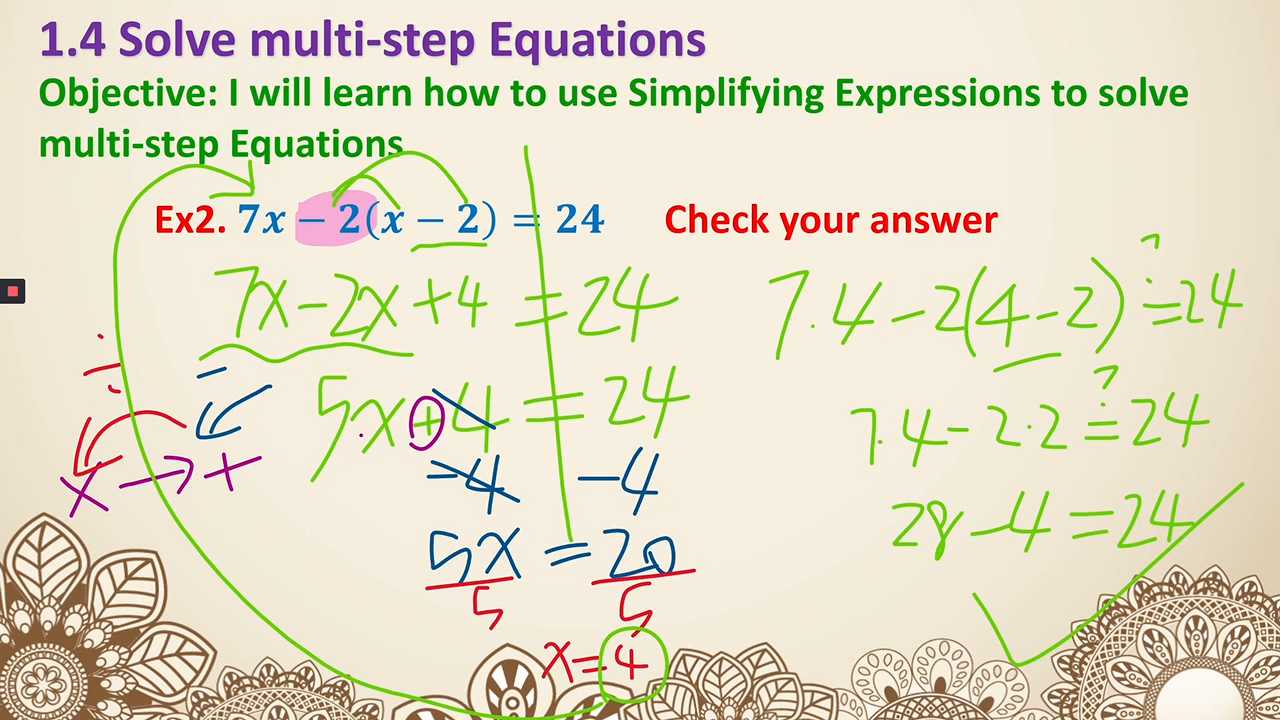 1.4 Solve multi-step Equations
Objective: I will learn how to use Simplifying Expressions to solve
multi-step Equations
Ex2. 7x − 2(x − 2) = 24 Check your answer
7x − 2x + 4 = 24
5x + 4 = 24
−4 −4
5x = 20
5 5
x = 4
x → +
÷ −
7·4 − 2(4 − 2) ≟ 24
7·4 − 2·2 ≟ 24
28 − 4 = 24 ✓